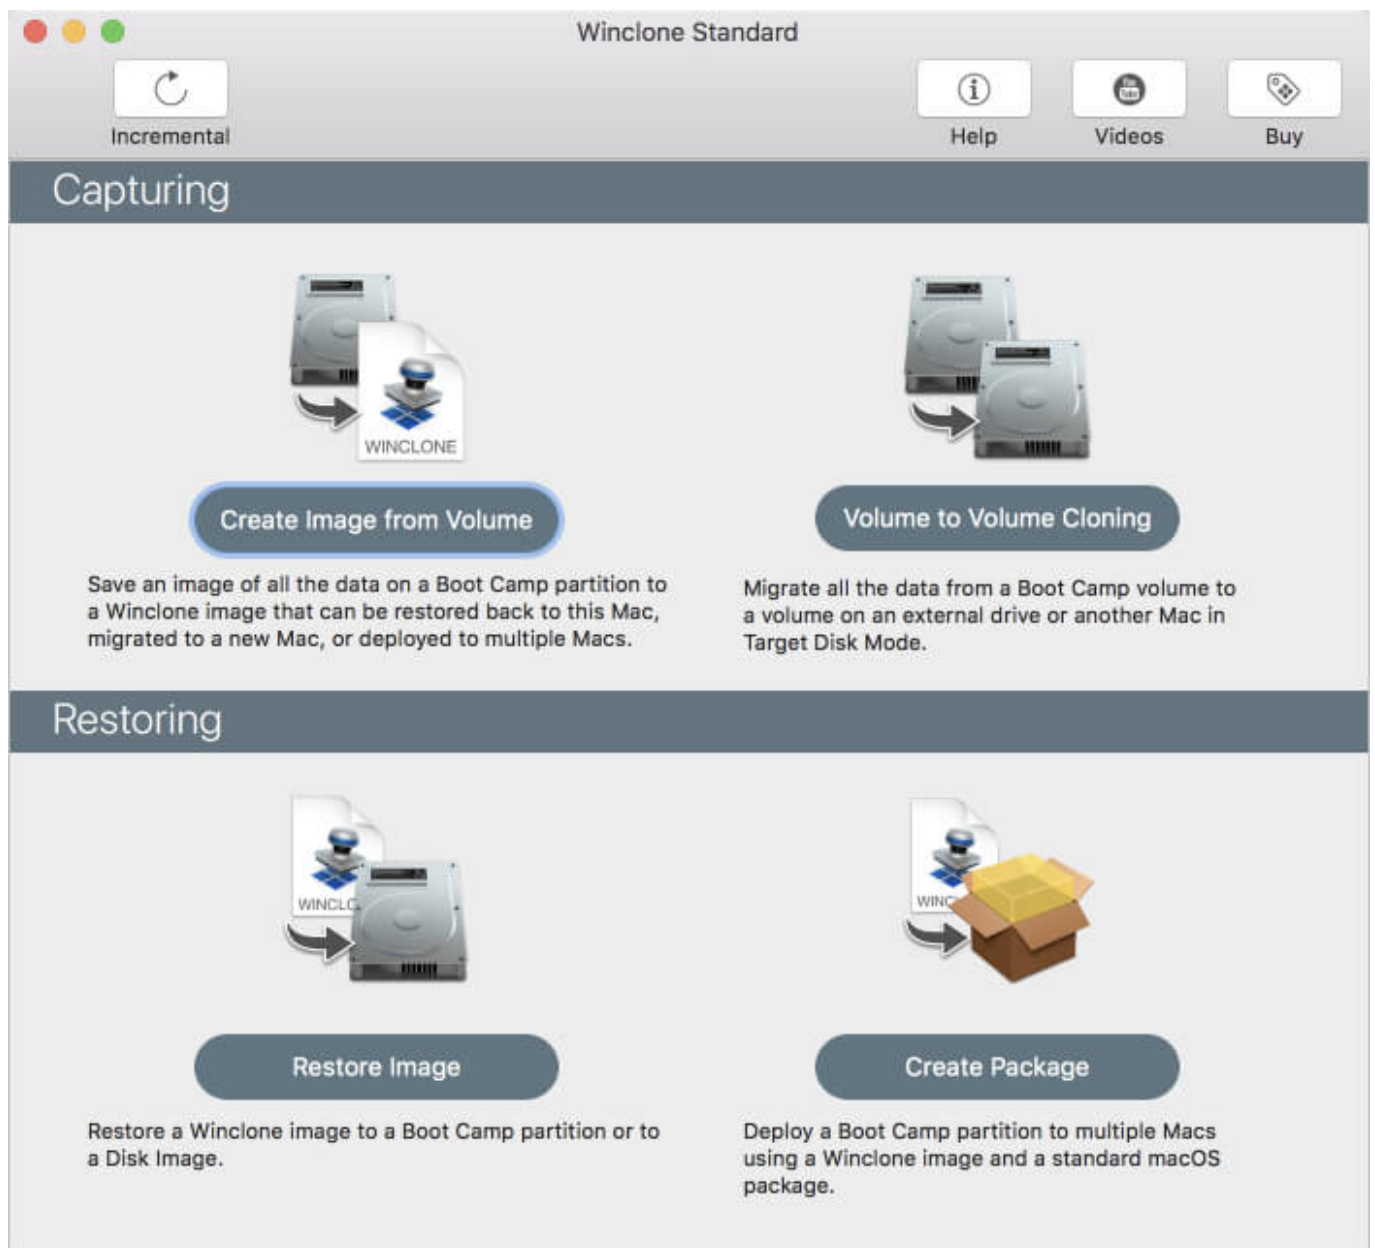 Winclone Standard
Incremental
Help
Videos
Buy
Capturing
WINCLONE
Create Image from Volume
Save an image of all the data on a Boot Camp partition to
a Winclone image that can be restored back to this Mac,
migrated to a new Mac, or deployed to multiple Macs.
Volume to Volume Cloning
Migrate all the data from a Boot Camp volume to
a volume on an external drive or another Mac in
Target Disk Mode.
Restoring
WINCLO
Restore Image
Restore a Winclone image to a Boot Camp partition or to
a Disk Image.
WINC
Create Package
Deploy a Boot Camp partition to multiple Macs
using a Winclone image and a standard macOS
package.